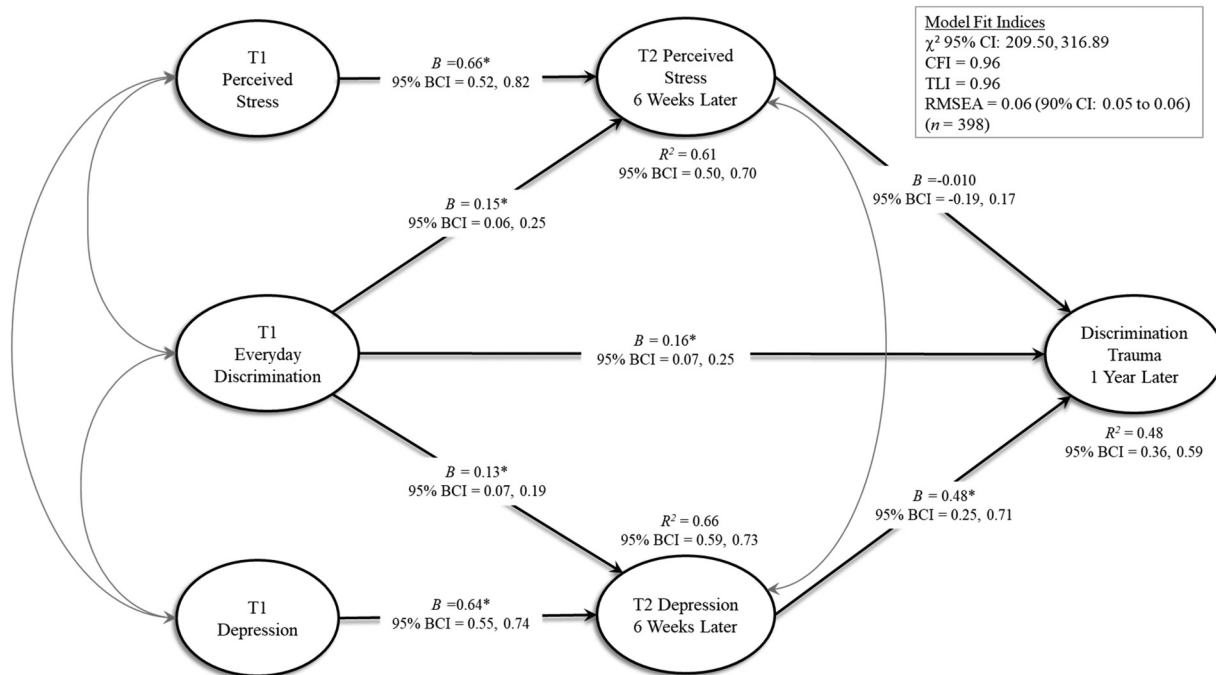 T1
Perceived
Stress
B =0.66*
95% BCI = 0.52, 0.82
T2 Perceived
Stress
6 Weeks Later
R² = 0.61
95% BCI = 0.50, 0.70
Model Fit Indices
χ² 95% CI: 209.50, 316.89
CFI = 0.96
TLI = 0.96
RMSEA = 0.06 (90% CI: 0.05 to 0.06)
(n = 398)
B =-0.010
95% BCI = -0.19, 0.17
B = 0.15*
95% BCI = 0.06, 0.25
T1
Everyday
Discrimination
B = 0.16*
95% BCI = 0.07, 0.25
Discrimination
Trauma
1 Year Later
R² = 0.48
95% BCI = 0.36, 0.59
B = 0.13*
95% BCI = 0.07, 0.19
B = 0.48*
95% BCI = 0.25, 0.71
R² = 0.66
95% BCI = 0.59, 0.73
T1
Depression
B =0.64*
95% BCI = 0.55, 0.74
T2 Depression
6 Weeks Later